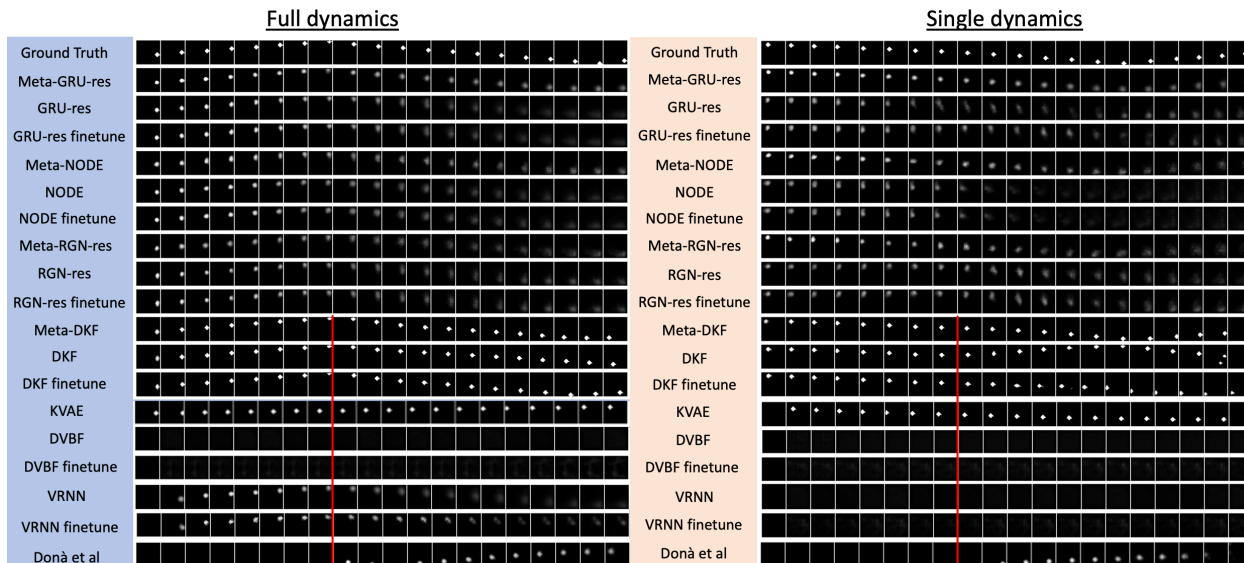 Full dynamics
Ground Truth
Meta-GRU-res
GRU-res
GRU-res finetune
Meta-NODE
NODE
NODE finetune
Meta-RGN-res
RGN-res
RGN-res finetune
Meta-DKF
DKF
DKF finetune
KVAE
DVBF
DVBF finetune
VRNN
VRNN finetune
Donà et al
Single dynamics
Ground Truth
Meta-GRU-res
GRU-res
GRU-res finetune
Meta-NODE
NODE
NODE finetune
Meta-RGN-res
RGN-res
RGN-res finetune
Meta-DKF
DKF
DKF finetune
KVAE
DVBF
DVBF finetune
VRNN
VRNN finetune
Donà et al